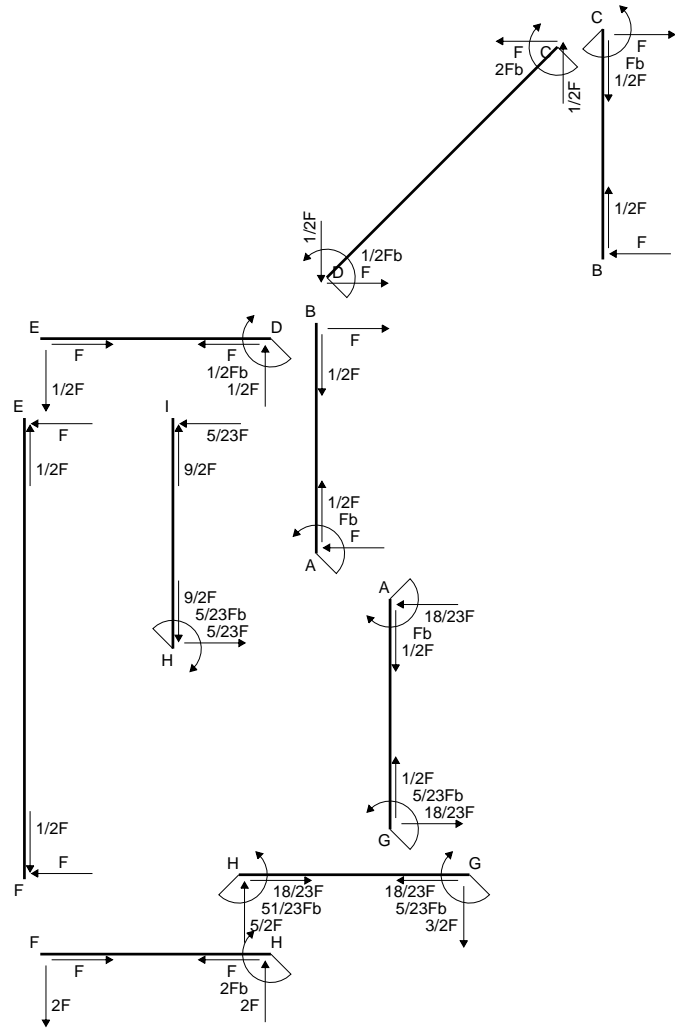 C
C
F
F
2Fb
Fb
1/2F
1/2F
1/2F
1/2F
F
B
1/2Fb
D
F
B
F
1/2F
E
D
F
F
1/2Fb
1/2F
1/2F
E
F
1/2F
I
5/23F
9/2F
1/2F
Fb
F
A
9/2F
5/23Fb
5/23F
H
A
18/23F
Fb
1/2F
1/2F
5/23Fb
18/23F
G
1/2F
F
F
H
G
18/23F
51/23Fb
5/2F
18/23F
5/23Fb
3/2F
F
H
F
F
2Fb
2F
2F